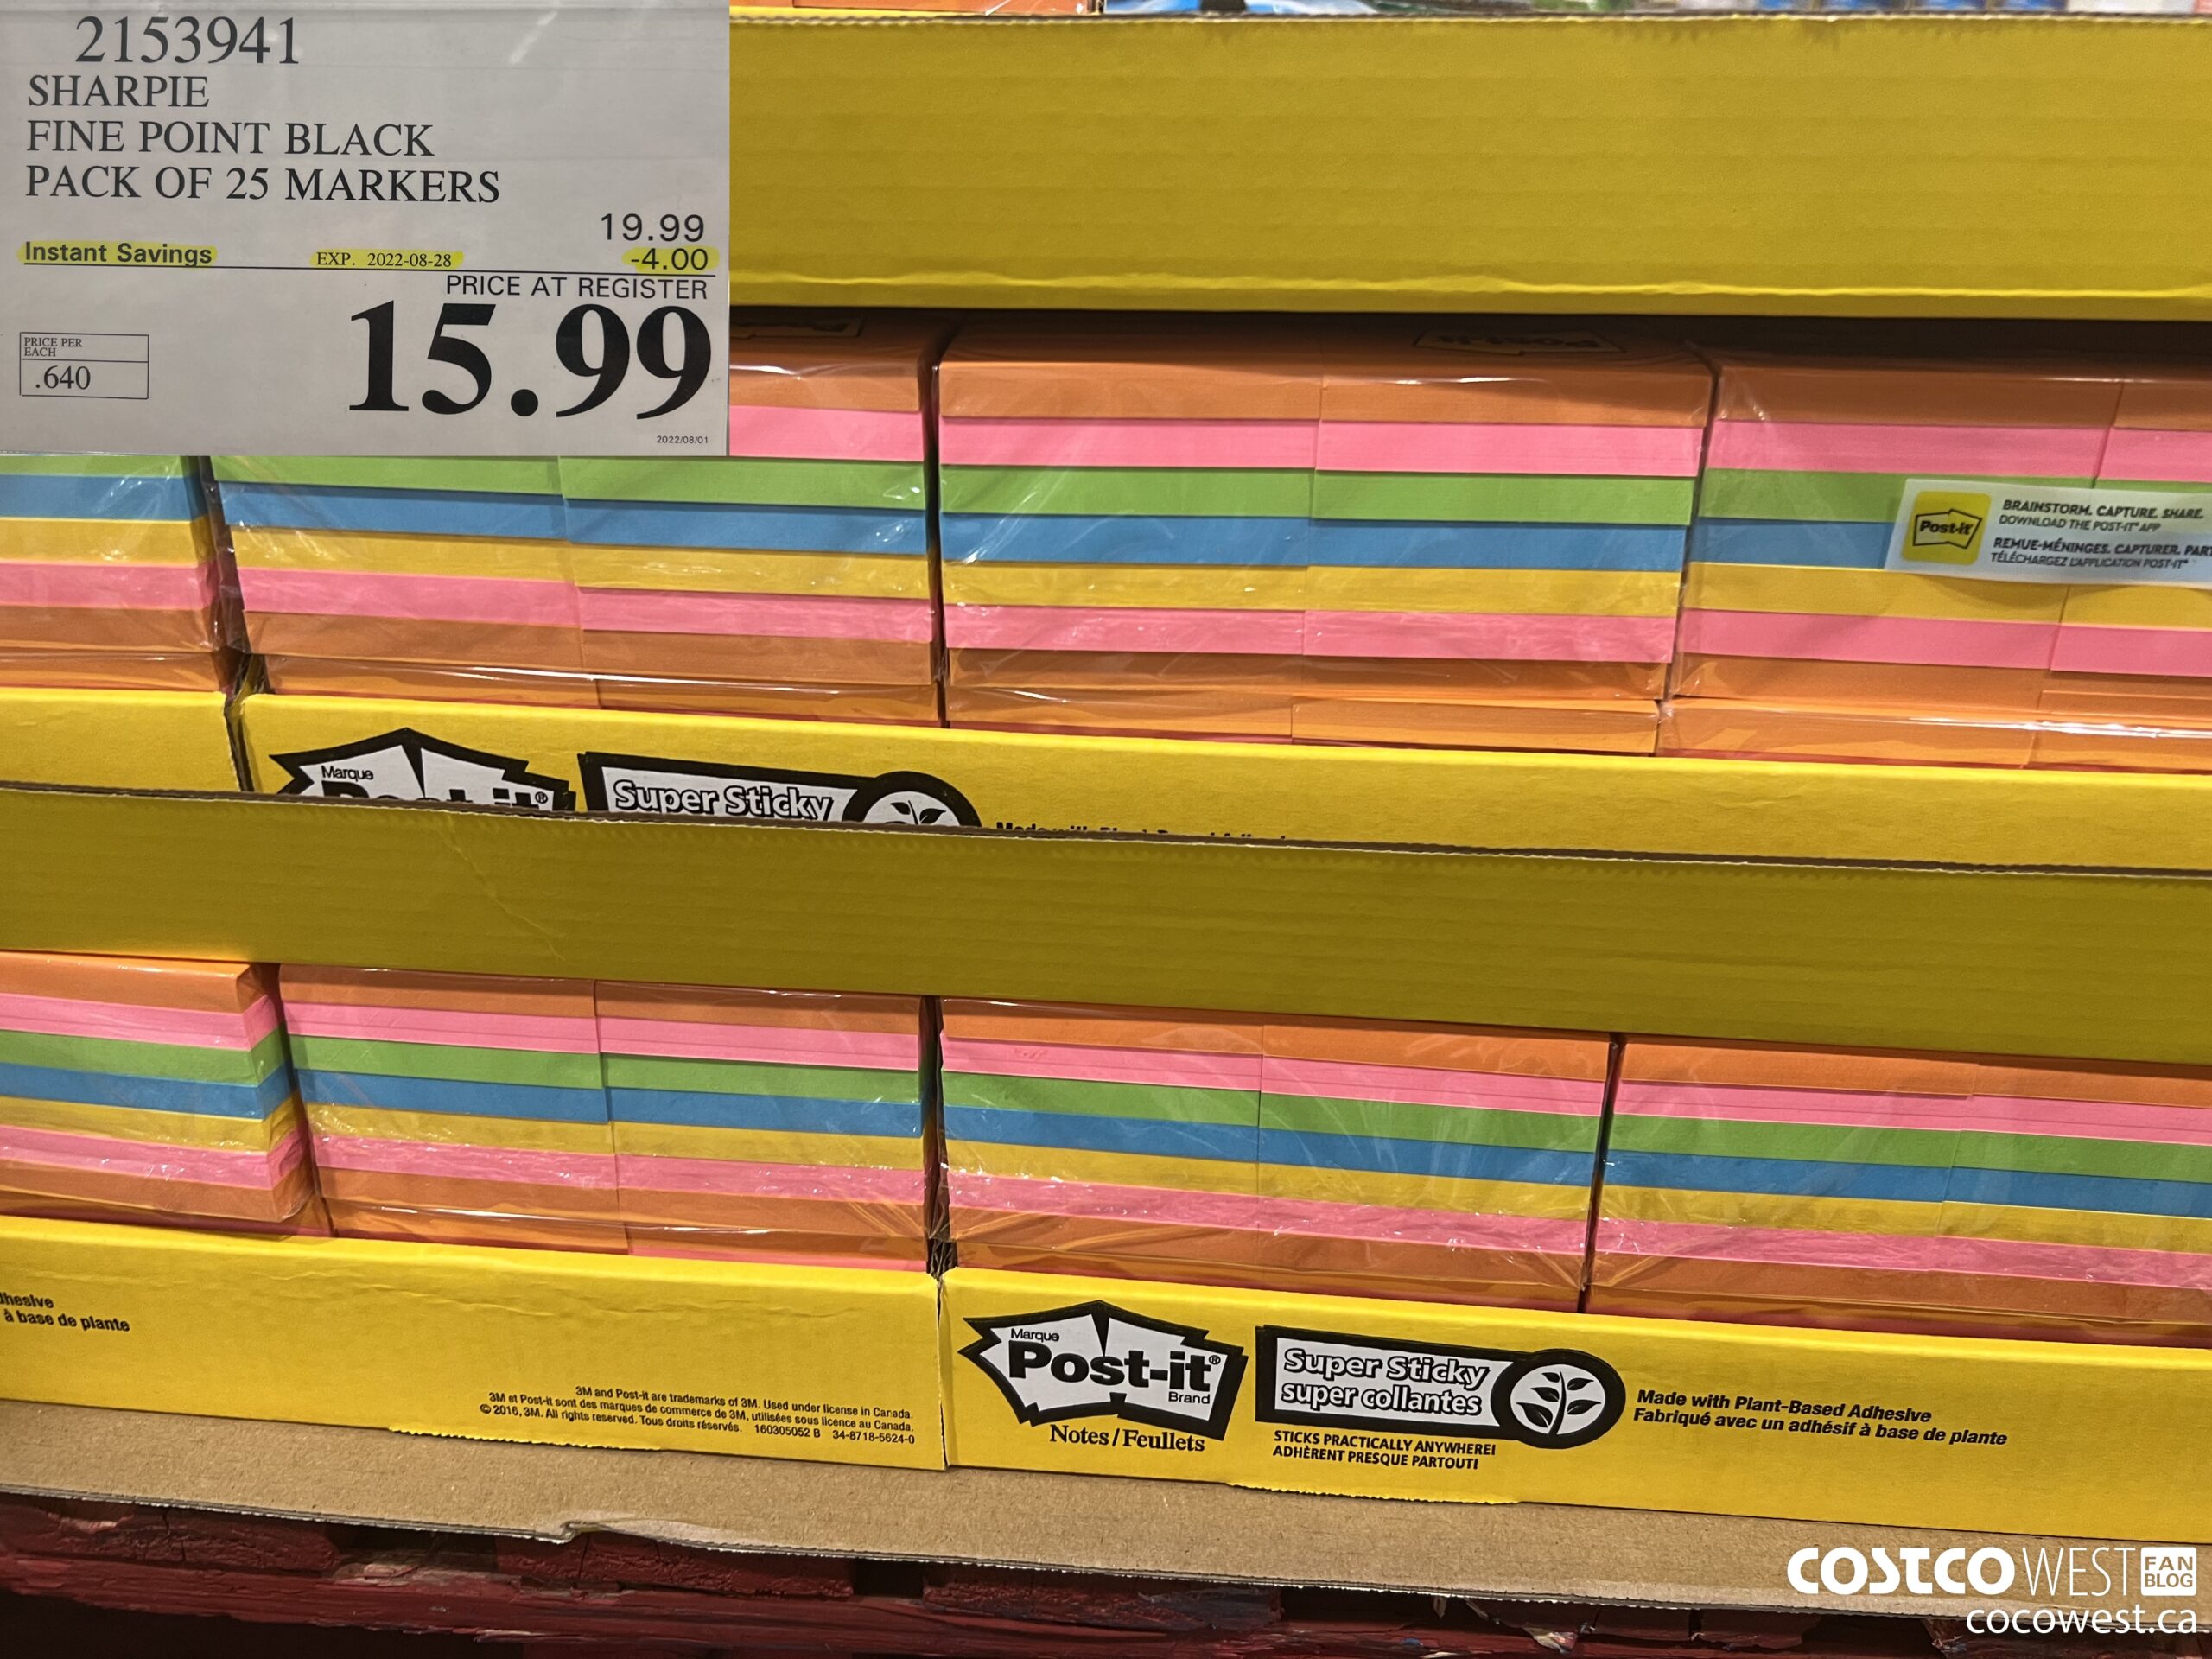 2153941
SHARPIE
FINE POINT BLACK
PACK OF 25 MARKERS
19.99
Instant Savings EXP. 2022-08-28 -4.00
PRICE AT REGISTER
15.99
PRICE PER
EACH
.640
2022/08/01
Post-it
BRAINSTORM. CAPTURE. SHARE.
DOWNLOAD THE POST-IT® APP
REMUE-MÉNINGES. CAPTURER.
TÉLÉCHARGEZ L'APPLICATION POST-IT®
Marque
Post-it®
Super Sticky
à base de plante
3M and Post-it are trademarks of 3M. Used under license in Canada.
3M et Post-it sont des marques de commerce de 3M, utilisées sous licence au Canada.
© 2016, 3M. All rights reserved. Tous droits réservés. 160305052 B 34-8718-5624-0
Marque
Post-it®
Brand
Notes/Feuillets
Super Sticky
super collantes
STICKS PRACTICALLY ANYWHERE!
ADHÈRENT PRESQUE PARTOUT!
Made with Plant-Based Adhesive
Fabriqué avec un adhésif à base de plante
COSTCO WEST FAN BLOG
cocowest.ca